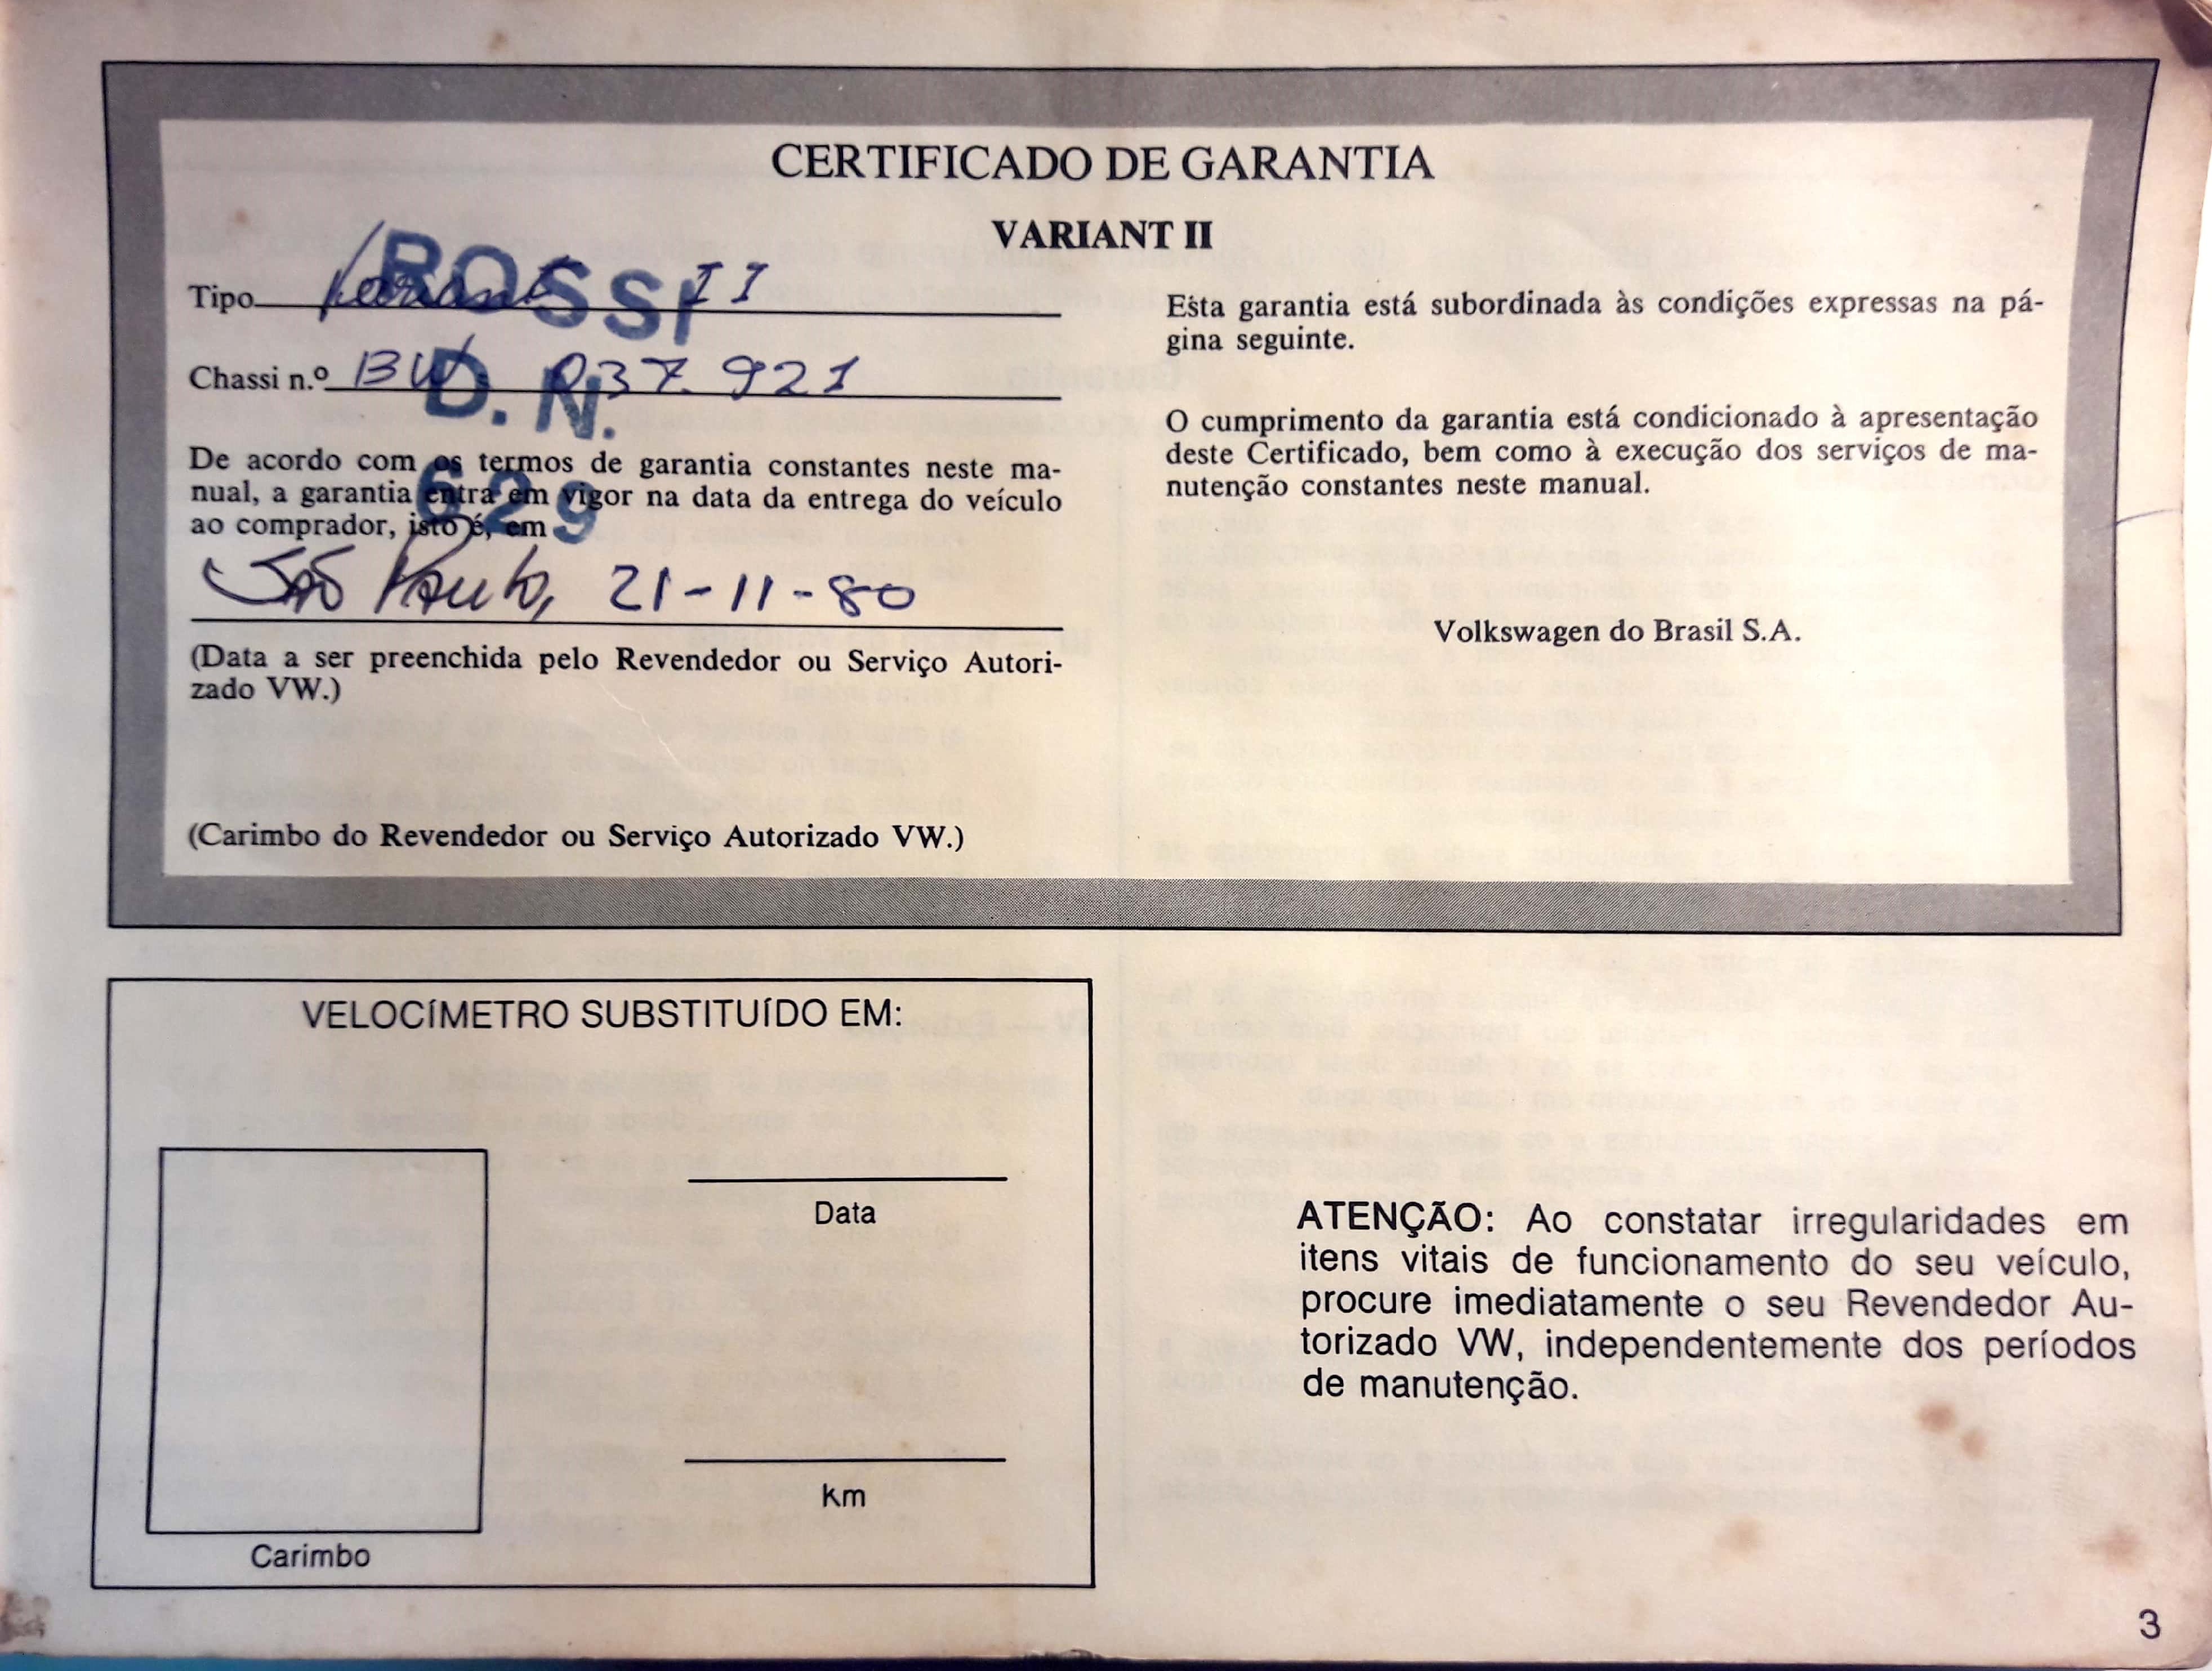 CERTIFICADO DE GARANTIA
VARIANT II
Tipo Variant II
ROSSI
Chassi n.º BW 037.921
D. N.
629
De acordo com os termos de garantia constantes neste ma-
nual, a garantia entra em vigor na data da entrega do veículo
ao comprador, isto é, em
São Paulo, 21-11-80
(Data a ser preenchida pelo Revendedor ou Serviço Autori-
zado VW.)
(Carimbo do Revendedor ou Serviço Autorizado VW.)
Esta garantia está subordinada às condições expressas na pá-
gina seguinte.
O cumprimento da garantia está condicionado à apresentação
deste Certificado, bem como à execução dos serviços de ma-
nutenção constantes neste manual.
Volkswagen do Brasil S.A.
VELOCÍMETRO SUBSTITUÍDO EM:
Data
km
Carimbo
ATENÇÃO: Ao constatar irregularidades em
itens vitais de funcionamento do seu veículo,
procure imediatamente o seu Revendedor Au-
torizado VW, independentemente dos períodos
de manutenção.
3